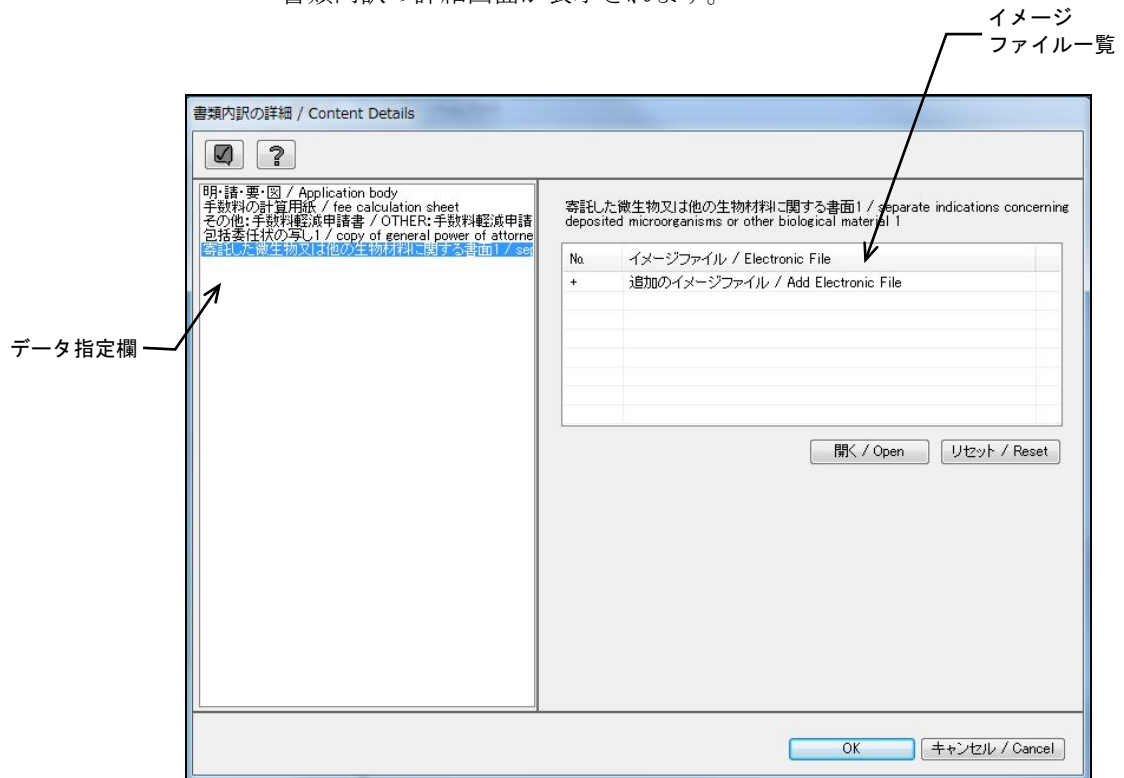 書類内訳の詳細画面が表示されます。
イメージ
ファイル一覧
書類内訳の詳細 / Content Details
明･請･要･図 / Application body
手数料の計算用紙 / fee calculation sheet
その他:手数料軽減申請書 / OTHER:手数料軽減申請
包括委任状の写し1 / copy of general power of attorne
寄託した微生物又は他の生物材料に関する書面1 / sep
寄託した微生物又は他の生物材料に関する書面1 / separate indications concerning
deposited microorganisms or other biological material 1
No. イメージファイル / Electronic File
+ 追加のイメージファイル / Add Electronic File
データ指定欄
開く / Open リセット / Reset
OK キャンセル / Cancel